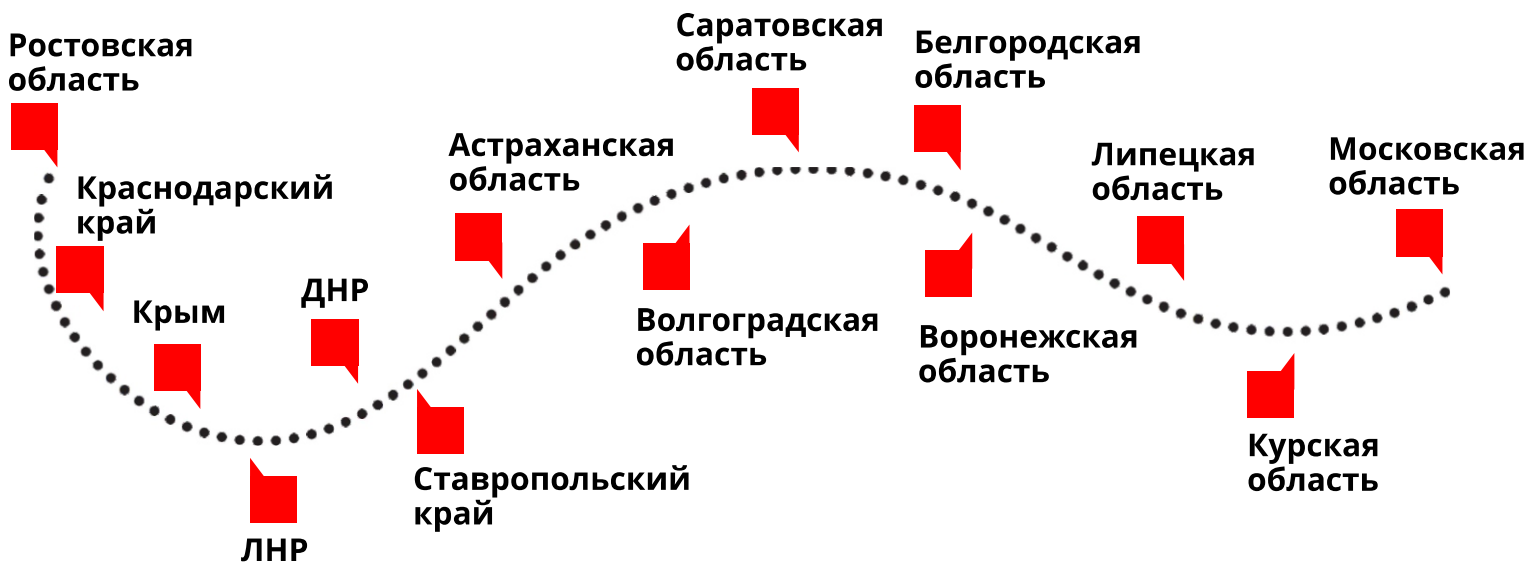 Ростовская
область
Краснодарский
край
Крым
ЛНР
ДНР
Ставропольский
край
Астраханская
область
Волгоградская
область
Саратовская
область
Белгородская
область
Воронежская
область
Липецкая
область
Курская
область
Московская
область